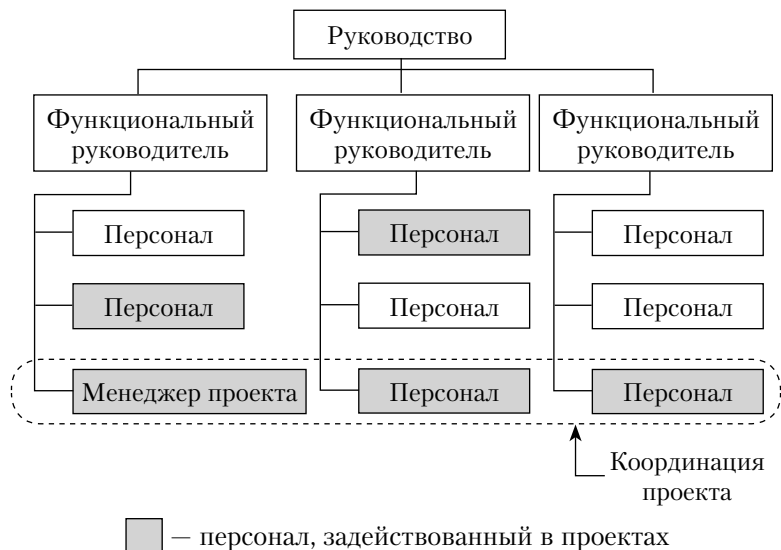 Руководство
Функциональный
руководитель
Функциональный
руководитель
Функциональный
руководитель
Персонал
Персонал
Персонал
Персонал
Персонал
Персонал
Менеджер проекта
Персонал
Персонал
Координация
проекта
— персонал, задействованный в проектах